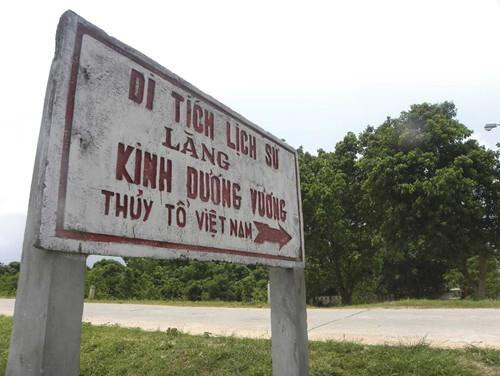 DI TÍCH LỊCH SỬ
LĂNG
KINH DƯƠNG VƯƠNG
THỦY TỔ VIỆT NAM